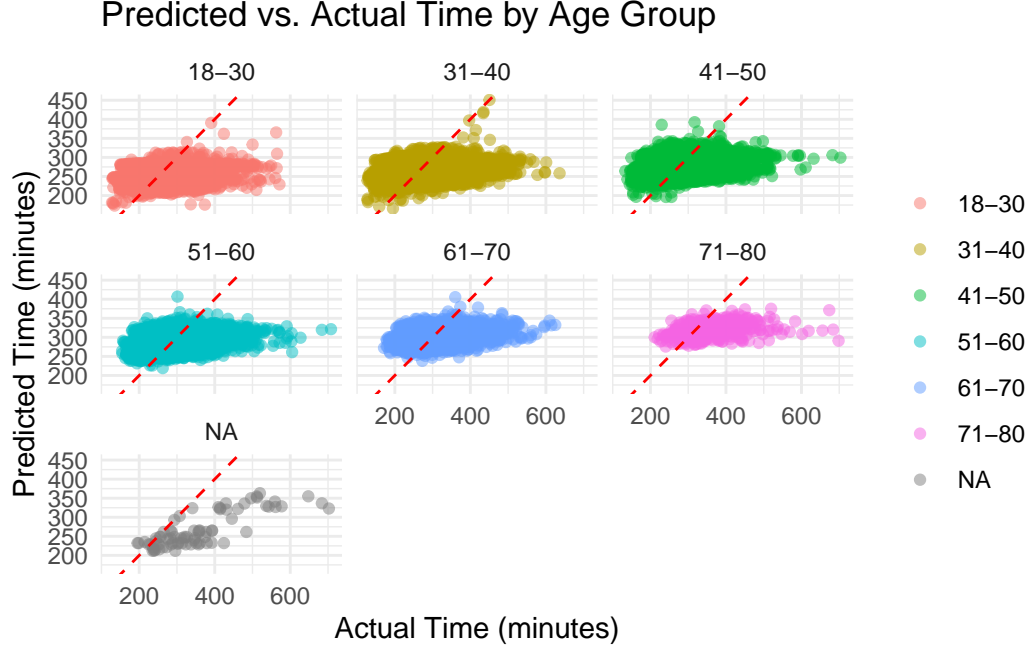 Predicted vs. Actual Time by Age Group
18−30 31−40 41−50
450
400
350
300
250
200
51−60 61−70 71−80
450
400
350
300
250
200
200 400 600 200 400 600
NA
450
400
350
300
250
200
200 400 600
Predicted Time (minutes)
Actual Time (minutes)
18−30
31−40
41−50
51−60
61−70
71−80
NA